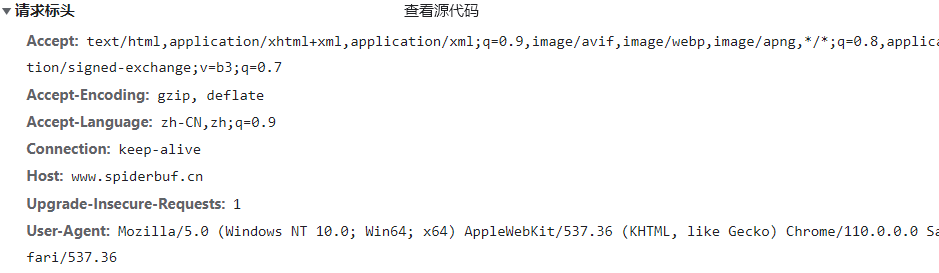 请求标头 查看源代码
Accept: text/html,application/xhtml+xml,application/xml;q=0.9,image/avif,image/webp,image/apng,*/*;q=0.8,applica
tion/signed-exchange;v=b3;q=0.7
Accept-Encoding: gzip, deflate
Accept-Language: zh-CN,zh;q=0.9
Connection: keep-alive
Host: www.spiderbuf.cn
Upgrade-Insecure-Requests: 1
User-Agent: Mozilla/5.0 (Windows NT 10.0; Win64; x64) AppleWebKit/537.36 (KHTML, like Gecko) Chrome/110.0.0.0 Sa
fari/537.36